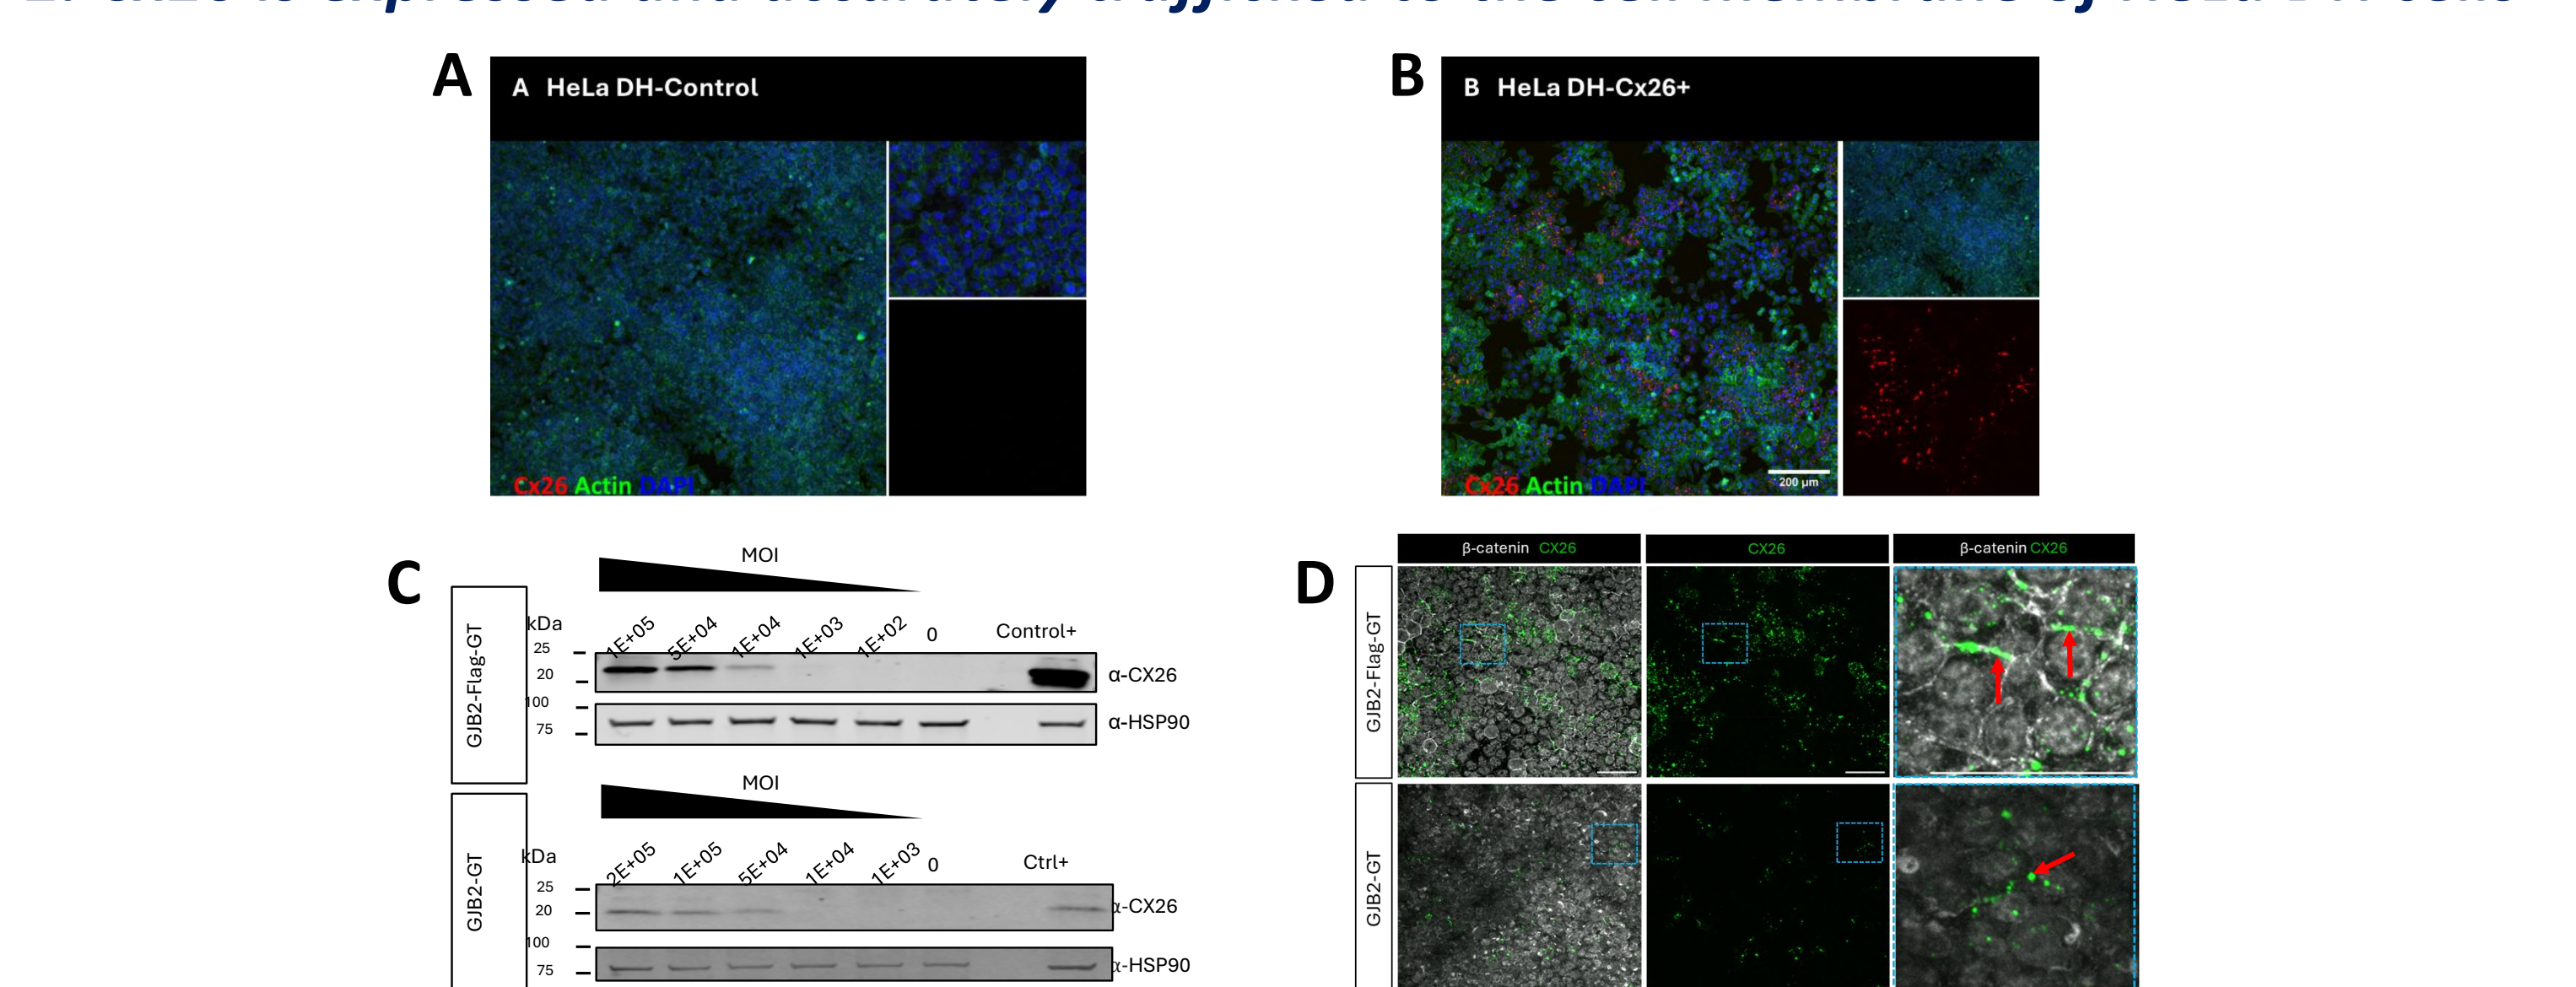 A
A HeLa DH-Control
Cx26 Actin DAPI
B
B HeLa DH-Cx26+
Cx26 Actin DAPI
200 µm
C
MOI
GJB2-Flag-GT
kDa
1E+05 5E+04 1E+04 1E+03 1E+02 0 Control+
25
20
α-CX26
100
75
α-HSP90
MOI
GJB2-GT
kDa
2E+05 1E+05 5E+04 1E+04 1E+03 0 Ctrl+
25
20
α-CX26
100
75
α-HSP90
D
β-catenin CX26
CX26
β-catenin CX26
GJB2-Flag-GT
GJB2-GT